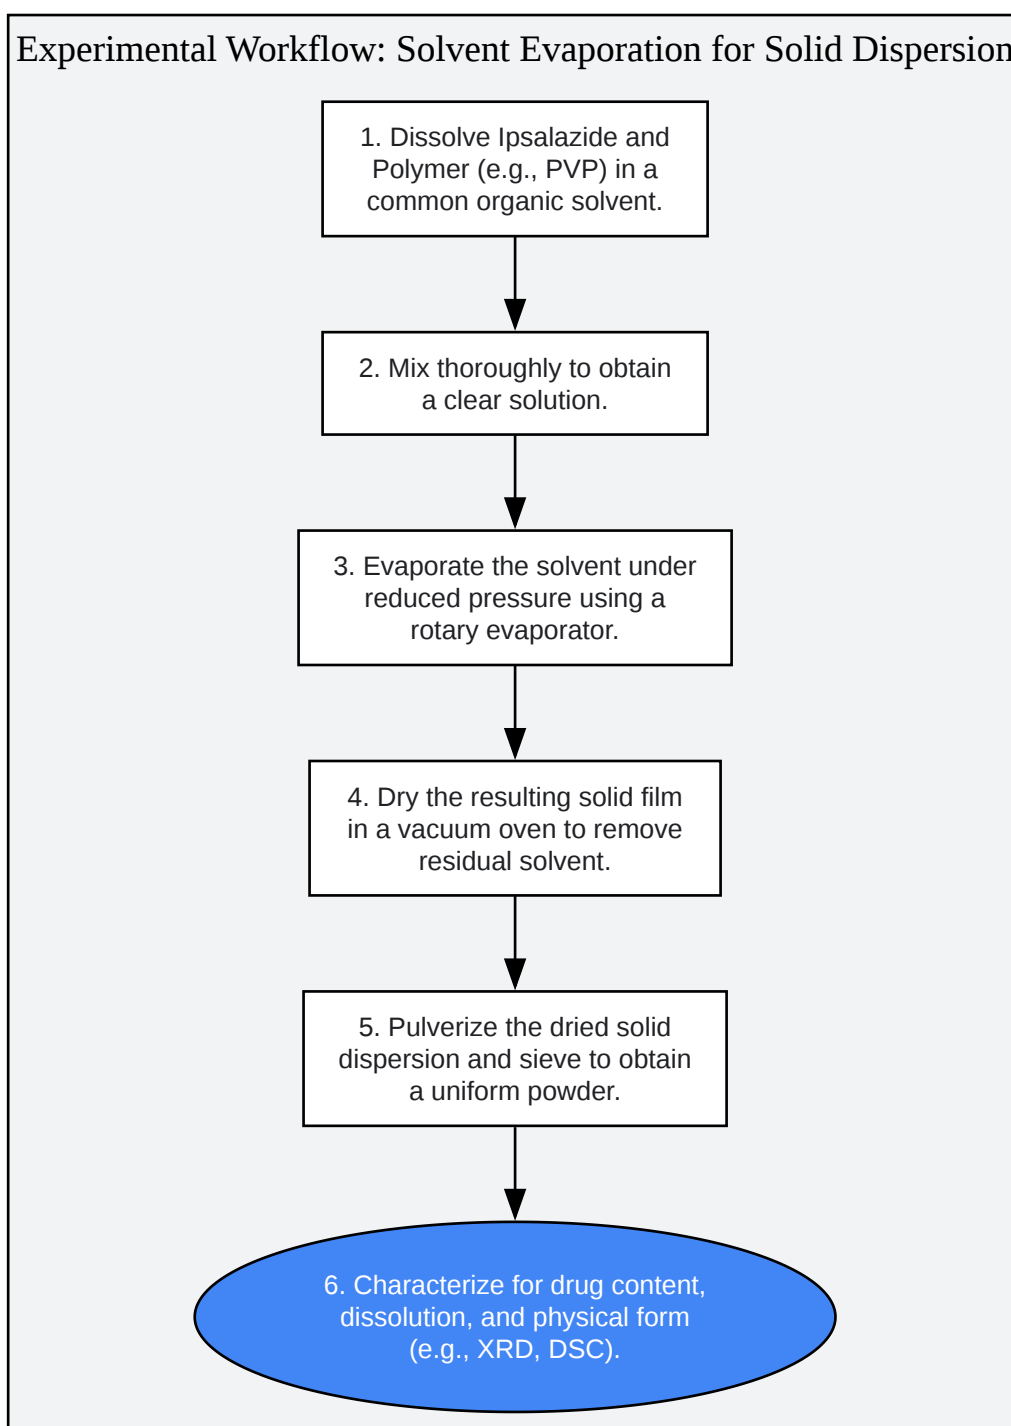 Experimental Workflow: Solvent Evaporation for Solid Dispersion
1. Dissolve Ipsalazide and
Polymer (e.g., PVP) in a
common organic solvent.
2. Mix thoroughly to obtain
a clear solution.
3. Evaporate the solvent under
reduced pressure using a
rotary evaporator.
4. Dry the resulting solid film
in a vacuum oven to remove
residual solvent.
5. Pulverize the dried solid
dispersion and sieve to obtain
a uniform powder.
6. Characterize for drug content,
dissolution, and physical form
(e.g., XRD, DSC).